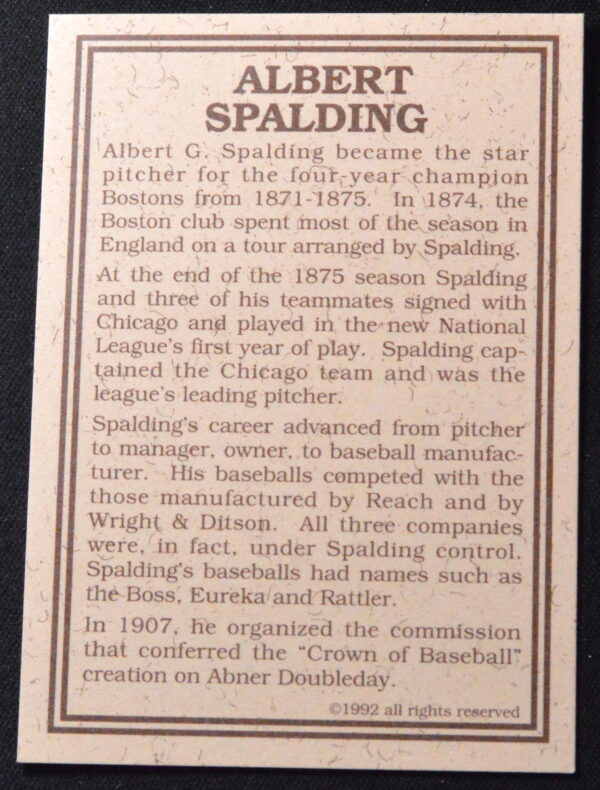 ALBERT
SPALDING
Albert G. Spalding became the star
pitcher for the four-year champion
Bostons from 1871-1875. In 1874, the
Boston club spent most of the season in
England on a tour arranged by Spalding.
At the end of the 1875 season Spalding
and three of his teammates signed with
Chicago and played in the new National
League's first year of play. Spalding cap-
tained the Chicago team and was the
league's leading pitcher.
Spalding's career advanced from pitcher
to manager, owner, to baseball manufac-
turer. His baseballs competed with the
those manufactured by Reach and by
Wright & Ditson. All three companies
were, in fact, under Spalding control.
Spalding's baseballs had names such as
the Boss, Eureka and Rattler.
In 1907, he organized the commission
that conferred the "Crown of Baseball"
creation on Abner Doubleday.
©1992 all rights reserved